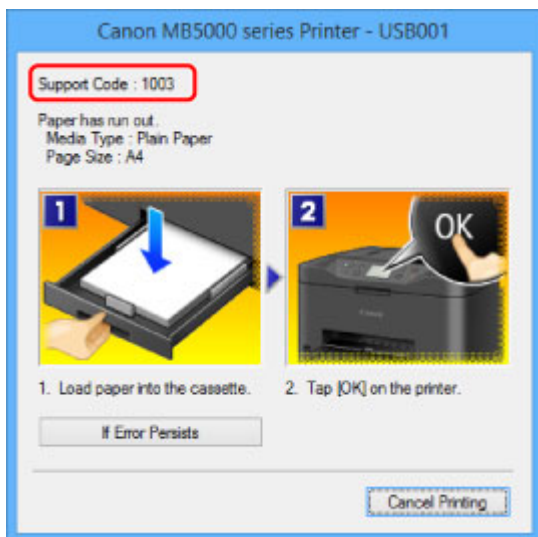 Canon MB5000 series Printer - USB001
Support Code : 1003
Paper has run out.
Media Type : Plain Paper
Page Size : A4
1
2
OK
Canon
1. Load paper into the cassette.
2. Tap [OK] on the printer.
If Error Persists
Cancel Printing